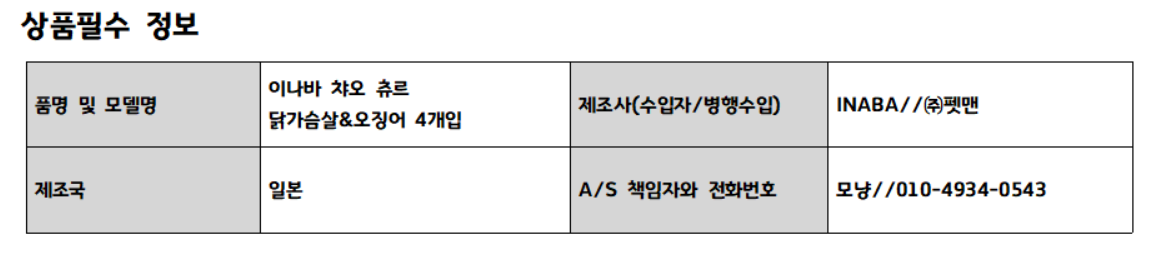 상품필수 정보
품명 및 모델명
이나바 챠오 츄르
닭가슴살&오징어 4개입
제조사(수입자/병행수입)
INABA//㈜펫맨
제조국
일본
A/S 책임자와 전화번호
모냥//010-4934-0543